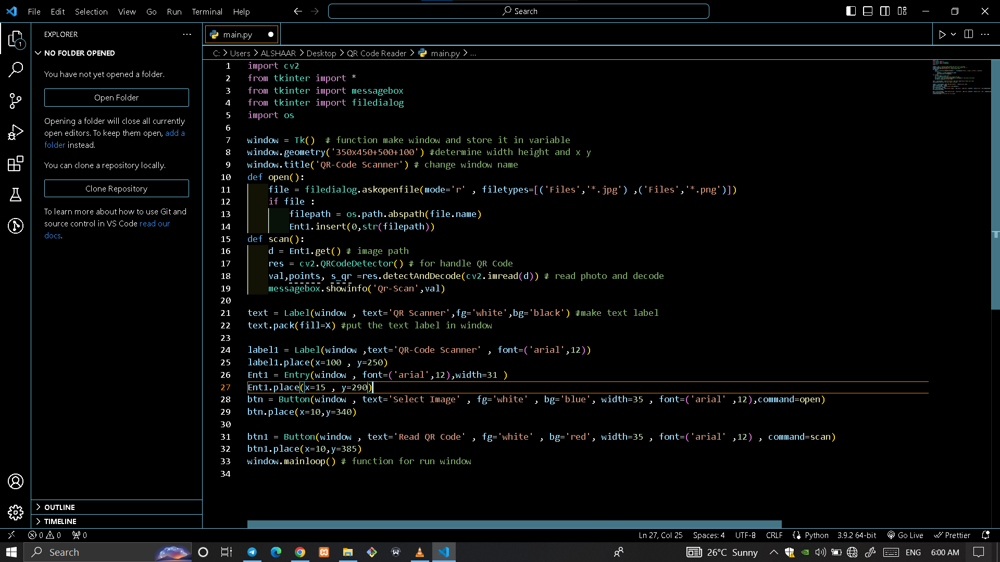 File Edit Selection View Go Run Terminal Help
Search
EXPLORER
NO FOLDER OPENED
You have not yet opened a folder.
Open Folder
Opening a folder will close all currently
open editors. To keep them open, add a
folder instead.
You can clone a repository locally.
Clone Repository
To learn more about how to use Git and
source control in VS Code read our
docs.
OUTLINE
TIMELINE
1
main.py
C: > Users > ALSHAAR > Desktop > QR Code Reader > main.py > ...
1 import cv2
2 from tkinter import *
3 from tkinter import messagebox
4 from tkinter import filedialog
5 import os
6
7 window = Tk()  # function make window and store it in variable
8 window.geometry('350x450+500+100') #determine width height and x y
9 window.title('QR-Code Scanner') # change window name
10 def open():
11     file = filedialog.askopenfile(mode='r' , filetypes=[('Files','*.jpg') ,('Files','*.png')])
12     if file :
13         filepath = os.path.abspath(file.name)
14         Ent1.insert(0,str(filepath))
15 def scan():
16     d = Ent1.get() # image path
17     res = cv2.QRCodeDetector() # for handle QR Code
18     val,points, s_qr =res.detectAndDecode(cv2.imread(d)) # read photo and decode
19     messagebox.showinfo('Qr-Scan',val)
20
21 text = Label(window , text='QR Scanner',fg='white',bg='black') #make text label
22 text.pack(fill=X) #put the text label in window
23
24 label1 = Label(window ,text='QR-Code Scanner' , font=('arial',12))
25 label1.place(x=100 , y=250)
26 Ent1 = Entry(window , font=('arial',12),width=31 )
27 Ent1.place(x=15 , y=290)
28 btn = Button(window , text='Select Image' , fg='white' , bg='blue', width=35 , font=('arial' ,12),command=open)
29 btn.place(x=10,y=340)
30
31 btn1 = Button(window , text='Read QR Code' , fg='white' , bg='red', width=35 , font=('arial' ,12) , command=scan)
32 btn1.place(x=10,y=385)
33 window.mainloop() # function for run window
34
0 0 0 Ln 27, Col 25 Spaces: 4 UTF-8 CRLF Python 3.9.2 64-bit Go Live Prettier
Search 26°C Sunny ENG 6:00 AM